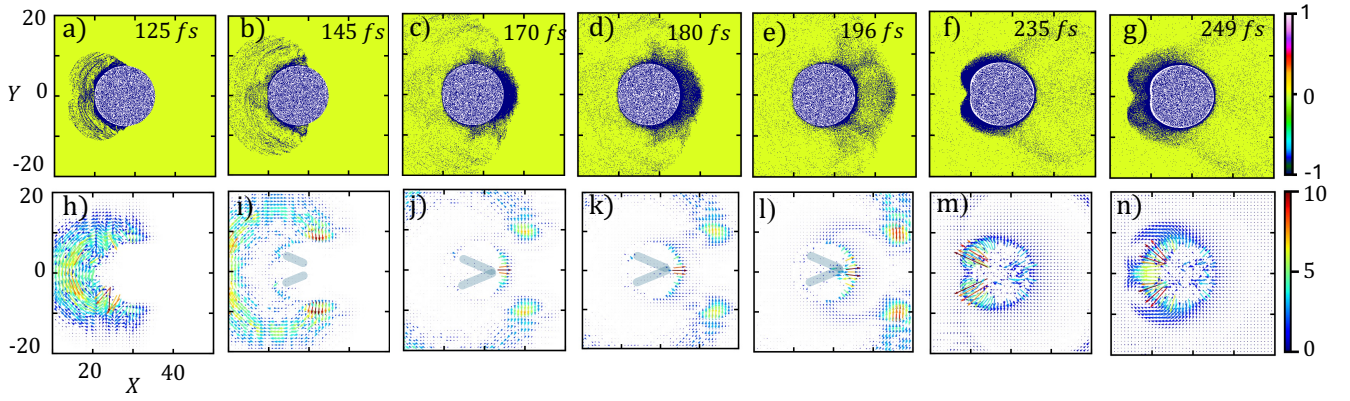 20 a) 125 fs b) 145 fs c) 170 fs d) 180 fs e) 196 fs f) 235 fs g) 249 fs 1
Y 0 0
-20 -1
20 h) i) j) k) l) m) n) 10
0 5
-20 0
20 40
X